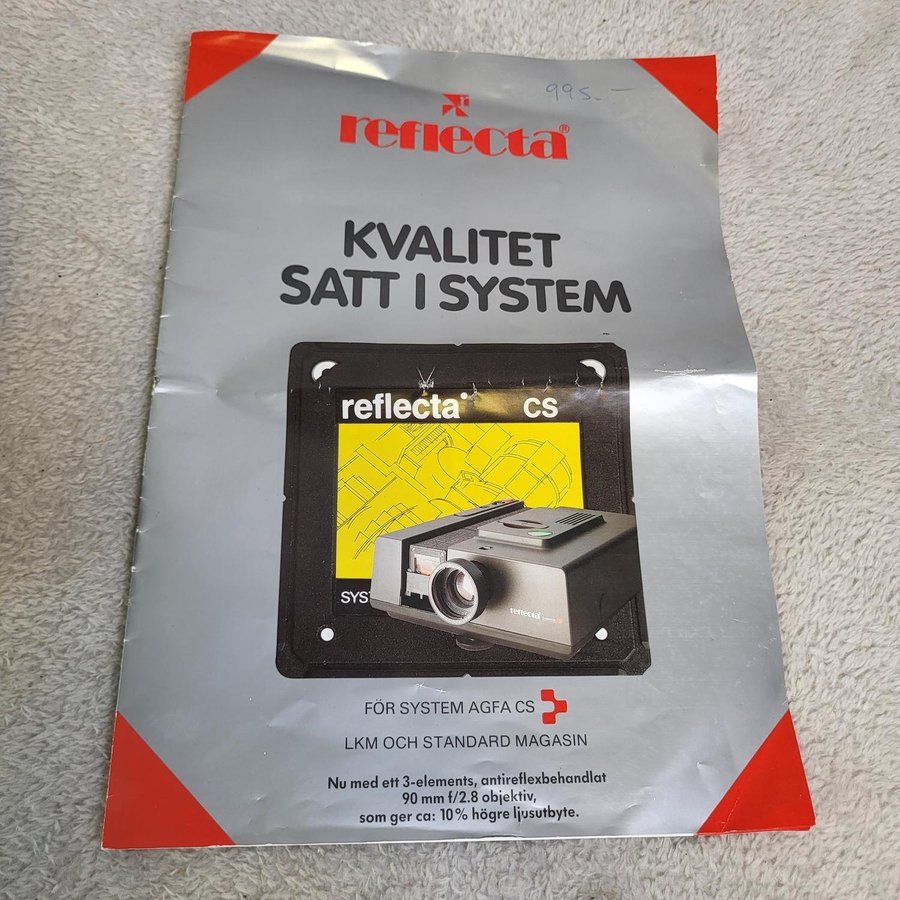 995.–
reflecta®
KVALITET
SATT I SYSTEM
reflecta CS
reflecta
FÖR SYSTEM AGFA CS
LKM OCH STANDARD MAGASIN
Nu med ett 3-elements, antireflexbehandlat
90 mm f/2.8 objektiv,
som ger ca: 10% högre ljusutbyte.